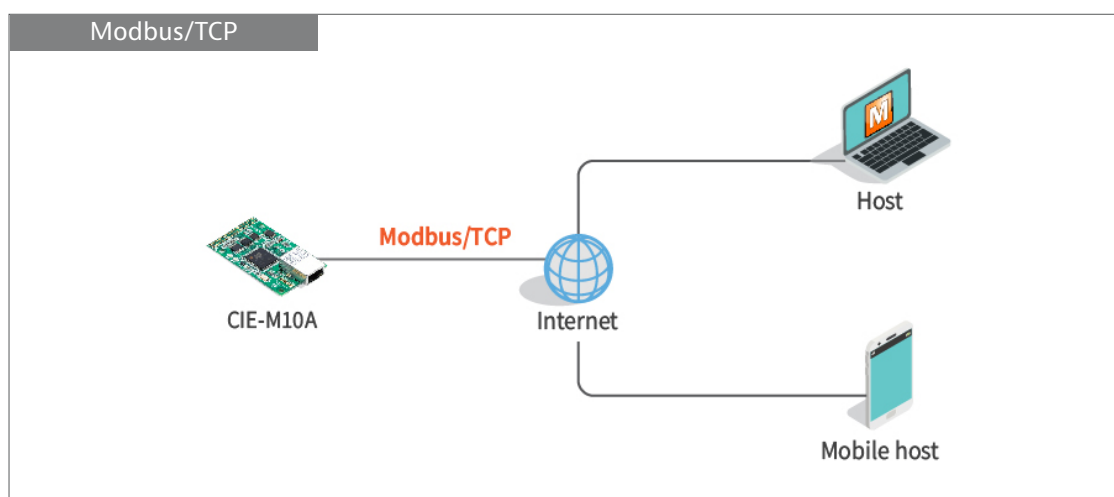 Modbus/TCP
M
Host
Modbus/TCP
CIE-M10A
Internet
Mobile host